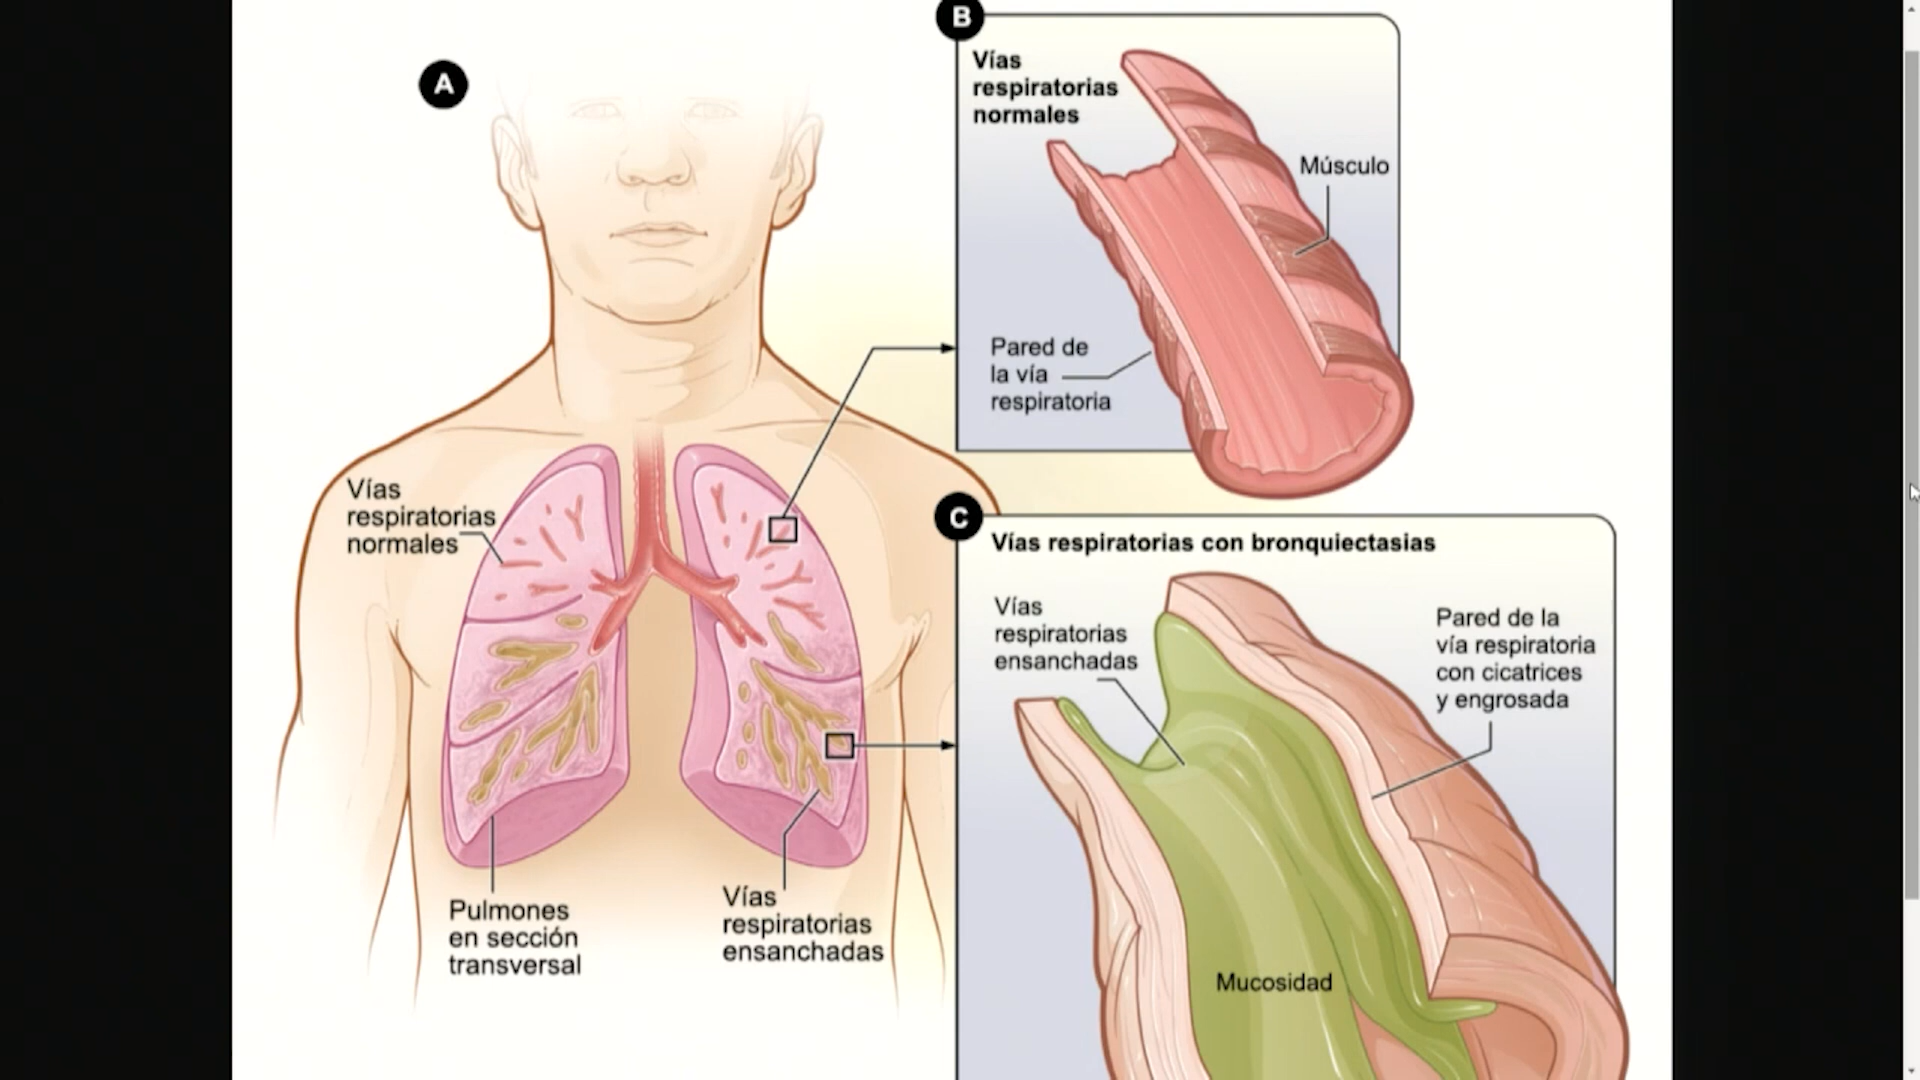 A
Vías
respiratorias
normales
Pulmones
en sección
transversal
Vías
respiratorias
ensanchadas
B
Vías
respiratorias
normales
Músculo
Pared de
la vía
respiratoria
C
Vías respiratorias con bronquiectasias
Vías
respiratorias
ensanchadas
Pared de la
vía respiratoria
con cicatrices
y engrosada
Mucosidad